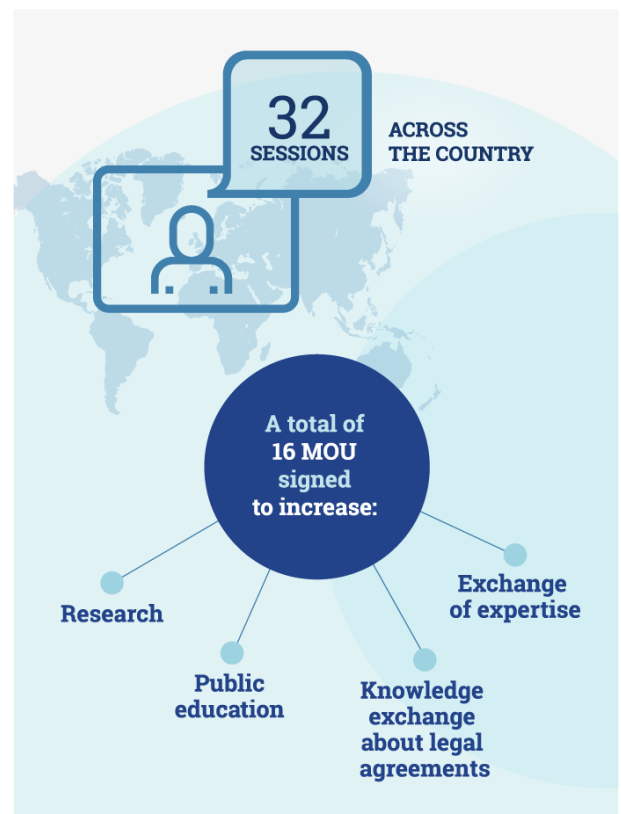 32
SESSIONS
ACROSS
THE COUNTRY
A total of
16 MOU
signed
to increase:
Research
Public
education
Knowledge
exchange
about legal
agreements
Exchange
of expertise